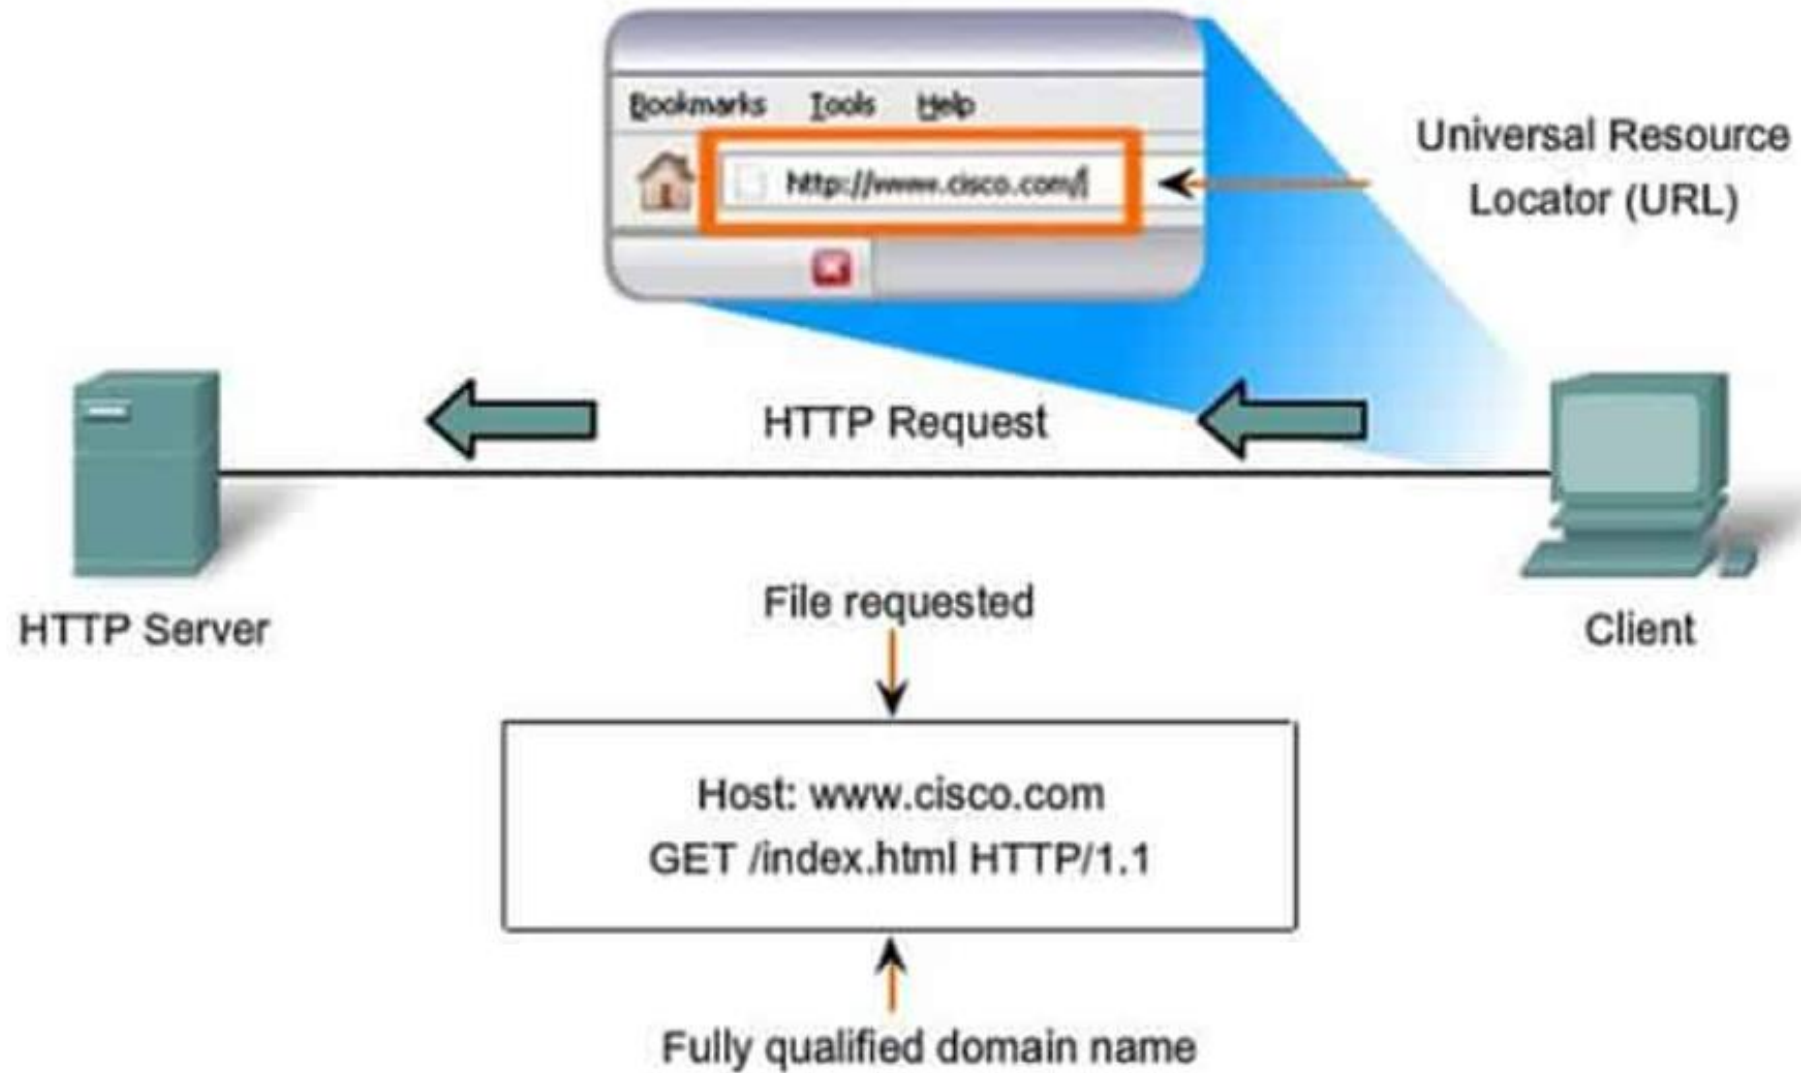 Bookmarks Tools Help
http://www.cisco.com/
Universal Resource
Locator (URL)
HTTP Request
HTTP Server
Client
File requested
Host: www.cisco.com
GET /index.html HTTP/1.1
Fully qualified domain name